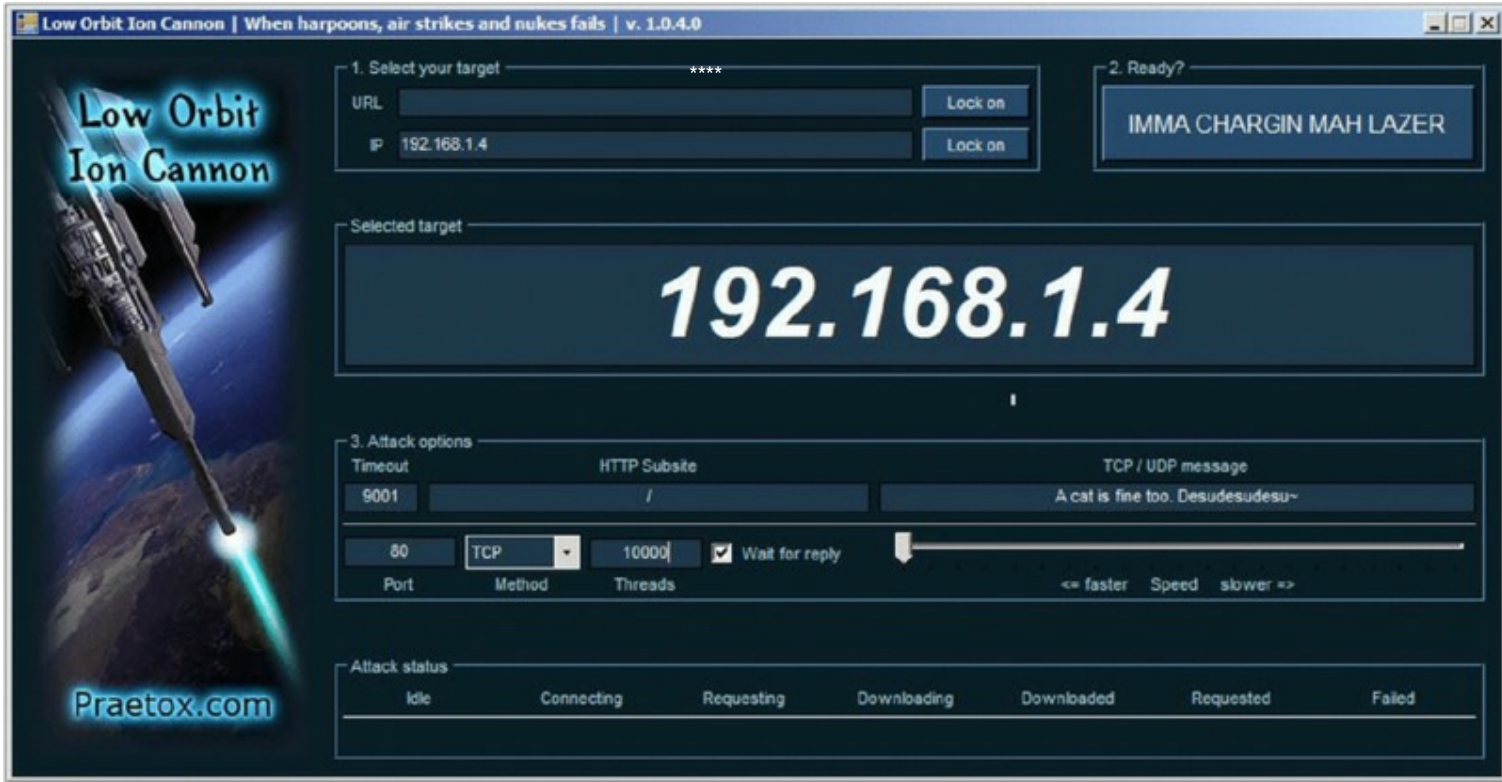 Low Orbit Ion Cannon | When harpoons, air strikes and nukes fails | v. 1.0.4.0
Low Orbit
Ion Cannon
Praetox.com
1. Select your target
****
URL
Lock on
IP 192.168.1.4
Lock on
2. Ready?
IMMA CHARGIN MAH LAZER
Selected target
192.168.1.4
3. Attack options
Timeout HTTP Subsite TCP / UDP message
9001 / A cat is fine too. Desudesudesu~
80 TCP 10000 Wait for reply
Port Method Threads <= faster Speed slower =>
Attack status
Idle Connecting Requesting Downloading Downloaded Requested Failed